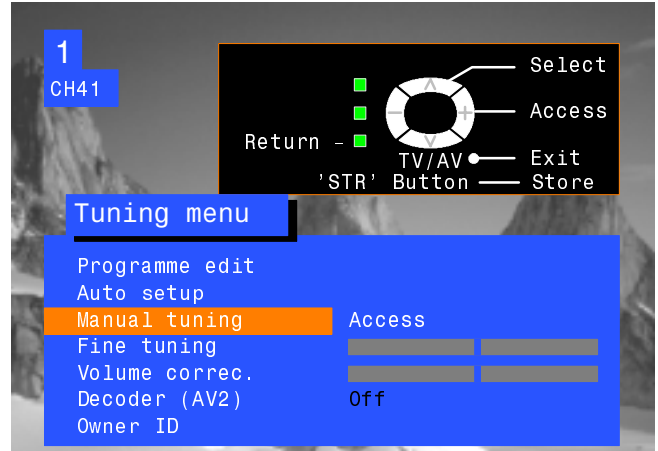 1
CH41
Select
Access
Return –
TV/AV Exit
'STR' Button Store
Tuning menu
Programme edit
Auto setup
Manual tuning Access
Fine tuning
Volume correc.
Decoder (AV2) Off
Owner ID